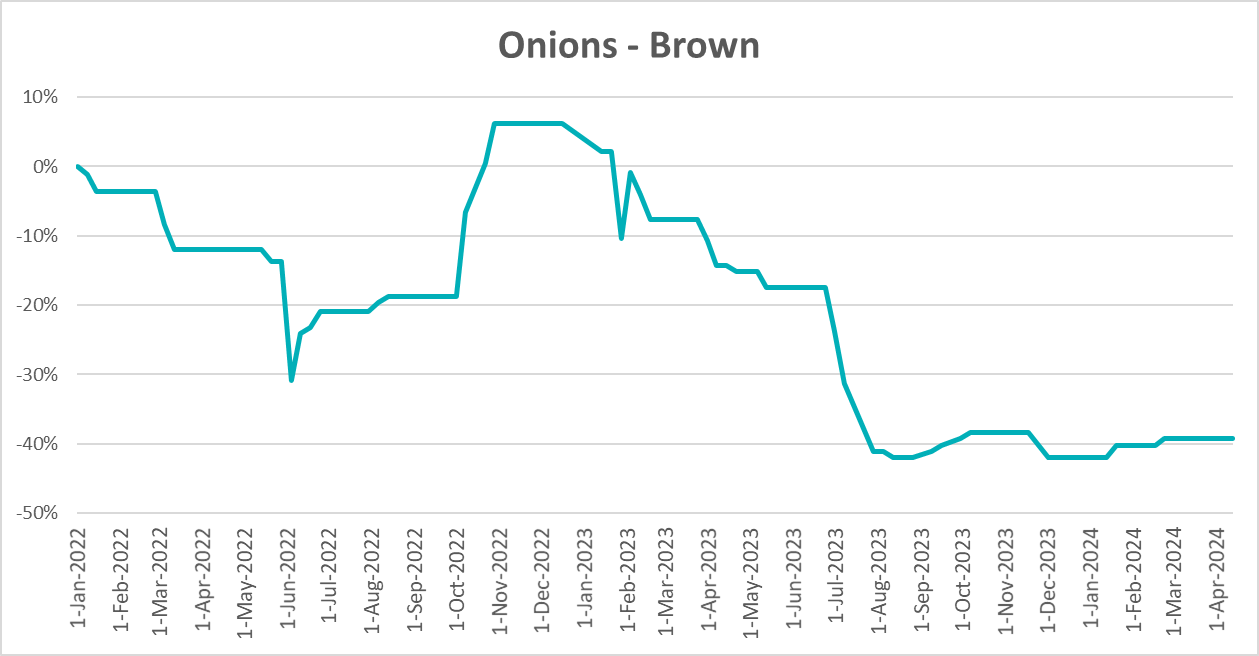 Onions - Brown
10%
0%
-10%
-20%
-30%
-40%
-50%
1-Jan-2022
1-Feb-2022
1-Mar-2022
1-Apr-2022
1-May-2022
1-Jun-2022
1-Jul-2022
1-Aug-2022
1-Sep-2022
1-Oct-2022
1-Nov-2022
1-Dec-2022
1-Jan-2023
1-Feb-2023
1-Mar-2023
1-Apr-2023
1-May-2023
1-Jun-2023
1-Jul-2023
1-Aug-2023
1-Sep-2023
1-Oct-2023
1-Nov-2023
1-Dec-2023
1-Jan-2024
1-Feb-2024
1-Mar-2024
1-Apr-2024